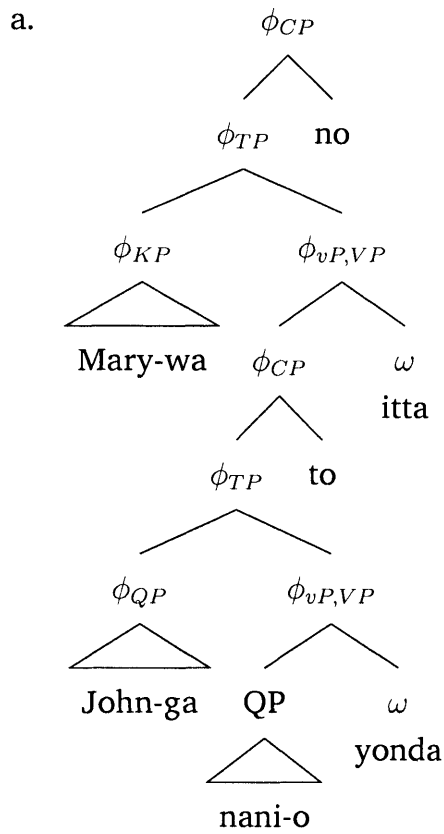 a.
ϕCP
ϕTP no
ϕKP ϕvP,VP
Mary-wa ϕCP ω
itta
ϕTP to
ϕQP ϕvP,VP
John-ga QP ω
yonda
nani-o